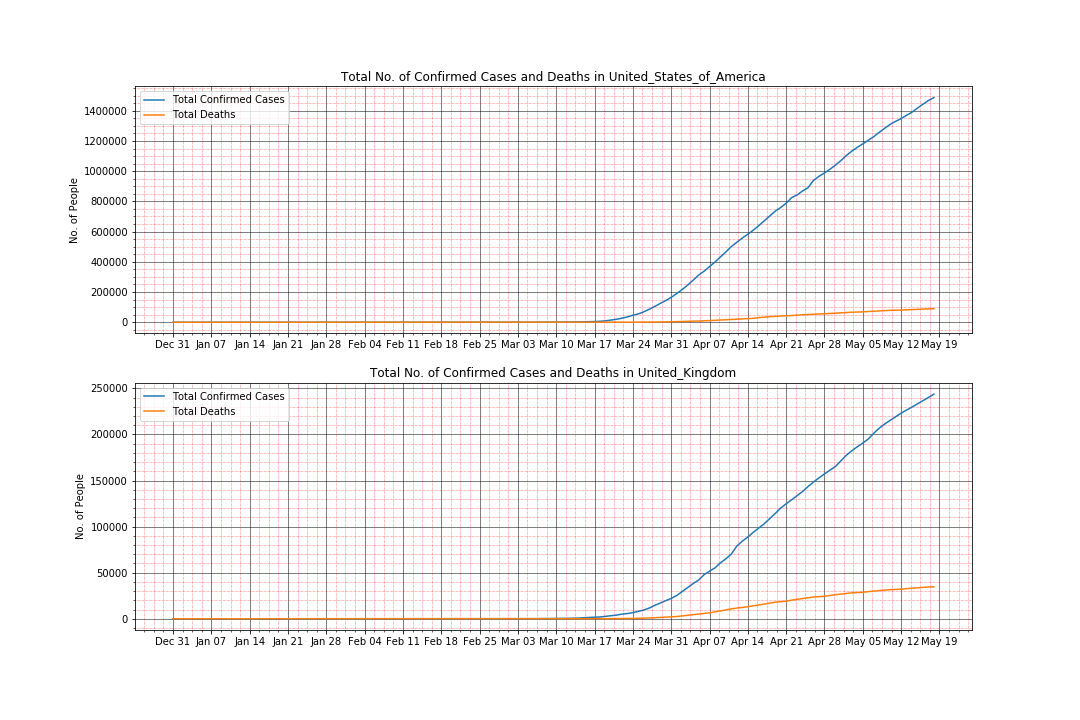 Total No. of Confirmed Cases and Deaths in United_States_of_America
Total Confirmed Cases
Total Deaths
No. of People
1400000
1200000
1000000
800000
600000
400000
200000
0
Dec 31 Jan 07 Jan 14 Jan 21 Jan 28 Feb 04 Feb 11 Feb 18 Feb 25 Mar 03 Mar 10 Mar 17 Mar 24 Mar 31 Apr 07 Apr 14 Apr 21 Apr 28 May 05 May 12 May 19
Total No. of Confirmed Cases and Deaths in United_Kingdom
Total Confirmed Cases
Total Deaths
No. of People
250000
200000
150000
100000
50000
0
Dec 31 Jan 07 Jan 14 Jan 21 Jan 28 Feb 04 Feb 11 Feb 18 Feb 25 Mar 03 Mar 10 Mar 17 Mar 24 Mar 31 Apr 07 Apr 14 Apr 21 Apr 28 May 05 May 12 May 19